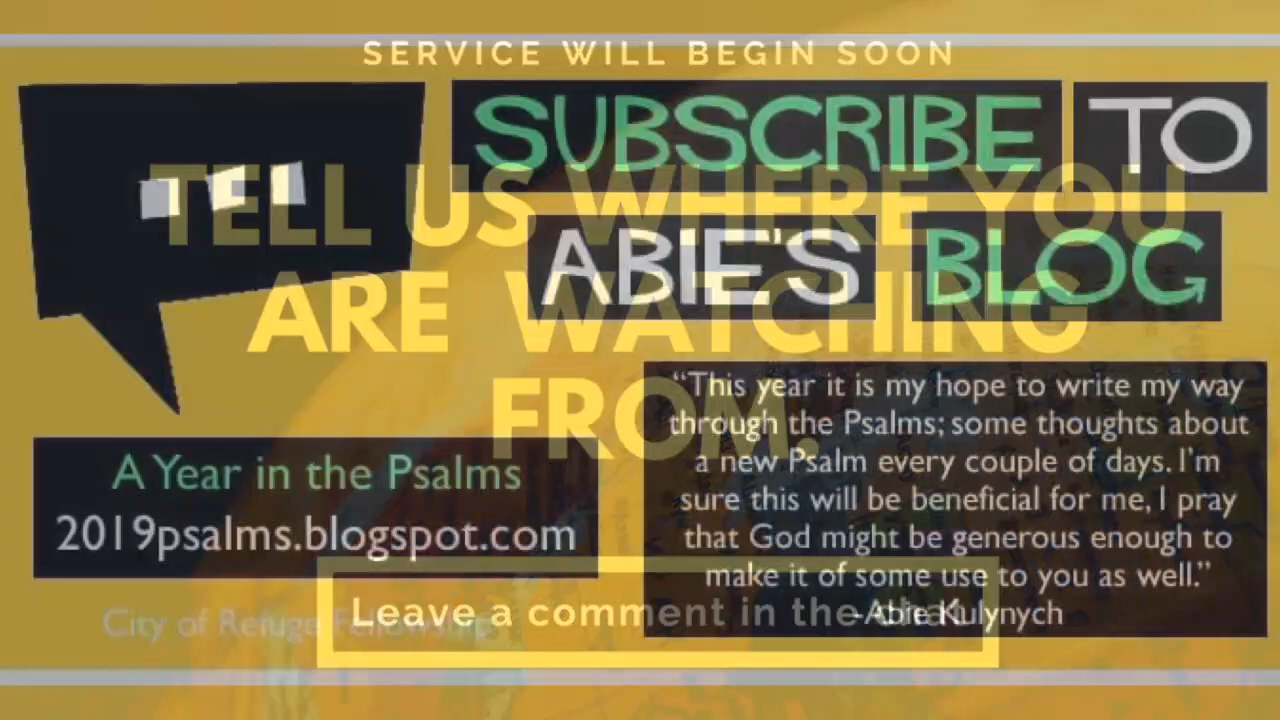 SERVICE WILL BEGIN SOON
SUBSCRIBE TO
ABIE'S BLOG
TELL US WHERE YOU
ARE WATCHING
FROM.
"This year it is my hope to write my way
through the Psalms; some thoughts about
a new Psalm every couple of days. I'm
sure this will be beneficial for me, I pray
that God might be generous enough to
make it of some use to you as well."
-Abie Kulynych
A Year in the Psalms
2019psalms.blogspot.com
City of Refuge Fellowship
Leave a comment in the chat